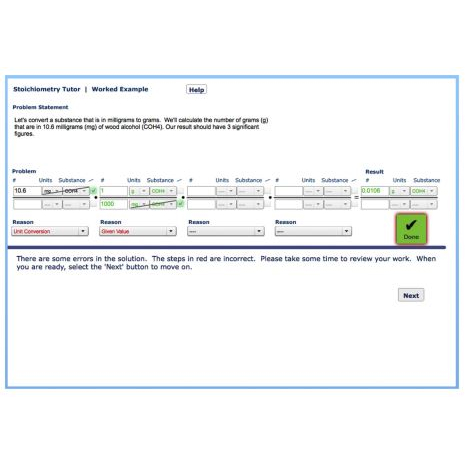 Stoichiometry Tutor | Worked Example Help
Problem Statement
Let's convert a substance that is in milligrams to grams. We'll calculate the number of grams (g)
that are in 10.6 milligrams (mg) of wood alcohol (COH4). Our result should have 3 significant
figures.
Problem Result
# Units Substance # Units Substance # Units Substance # Units Substance # Units Substance
10.6 mg COH4 1 g COH4 --- --- --- --- 0.0106 g COH4
--- --- 1000 mg COH4 --- --- --- --- = --- ---
Reason Reason Reason Reason
Unit Conversion Given Value ---- ----
Done
There are some errors in the solution. The steps in red are incorrect. Please take some time to review your work. When
you are ready, select the 'Next' button to move on.
Next